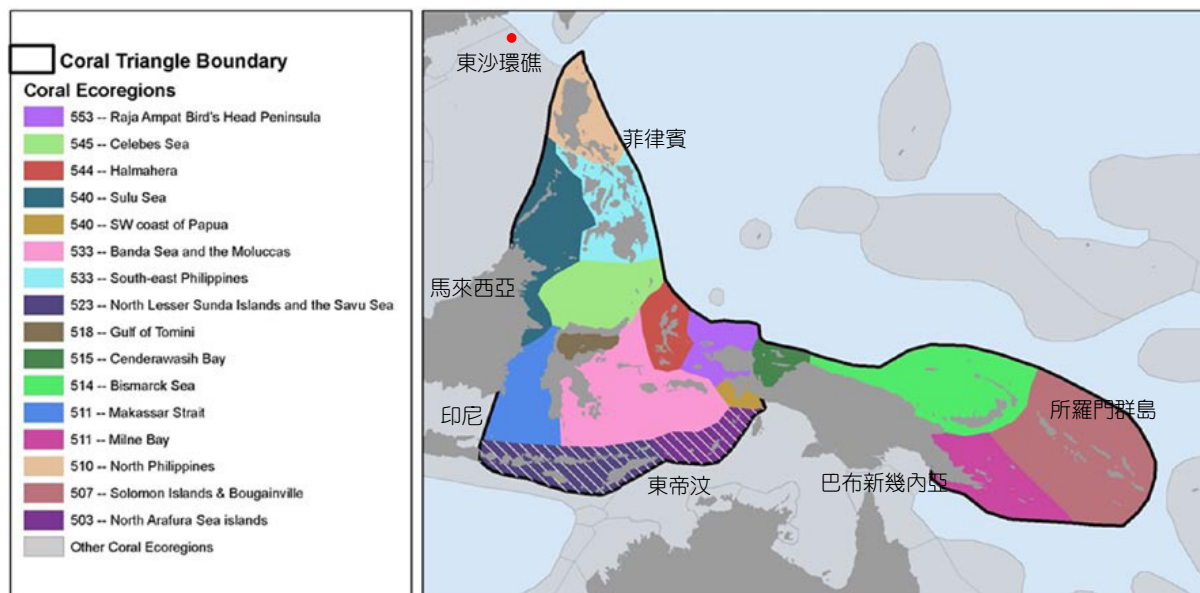 Coral Triangle Boundary
Coral Ecoregions
553 -- Raja Ampat Bird's Head Peninsula
545 -- Celebes Sea
544 -- Halmahera
540 -- Sulu Sea
540 -- SW coast of Papua
533 -- Banda Sea and the Moluccas
533 -- South-east Philippines
523 -- North Lesser Sunda Islands and the Savu Sea
518 -- Gulf of Tomini
515 -- Cenderawasih Bay
514 -- Bismarck Sea
511 -- Makassar Strait
511 -- Milne Bay
510 -- North Philippines
507 -- Solomon Islands & Bougainville
503 -- North Arafura Sea islands
Other Coral Ecoregions
東沙環礁
菲律賓
馬來西亞
印尼
所羅門群島
東帝汶
巴布新幾內亞